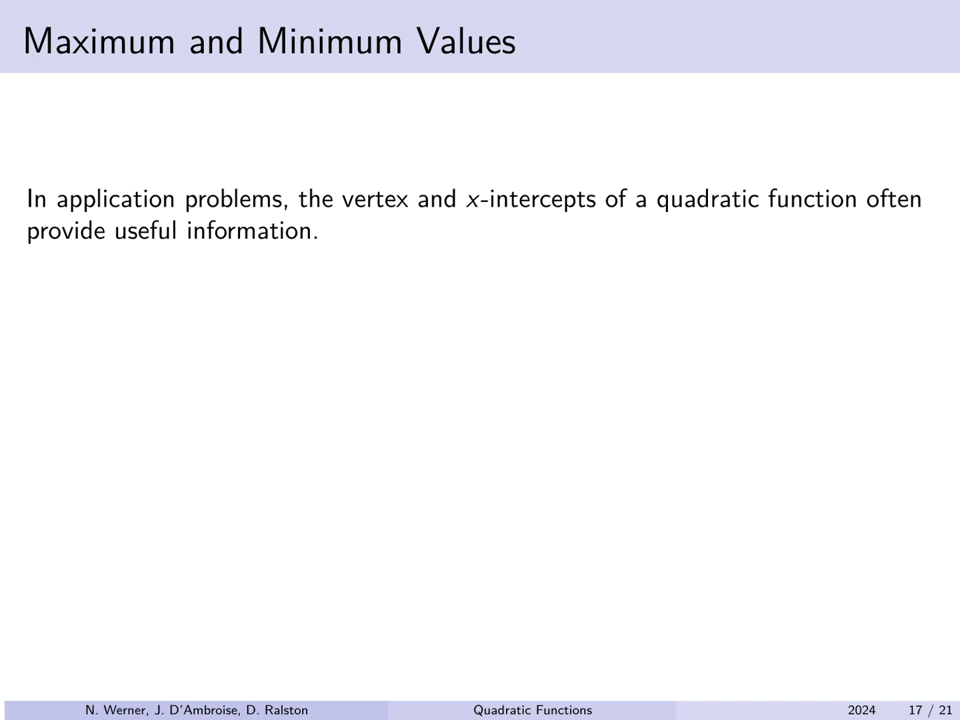 Maximum and Minimum Values
In application problems, the vertex and x-intercepts of a quadratic function often
provide useful information.
N. Werner, J. D'Ambroise, D. Ralston
Quadratic Functions
2024
17 / 21